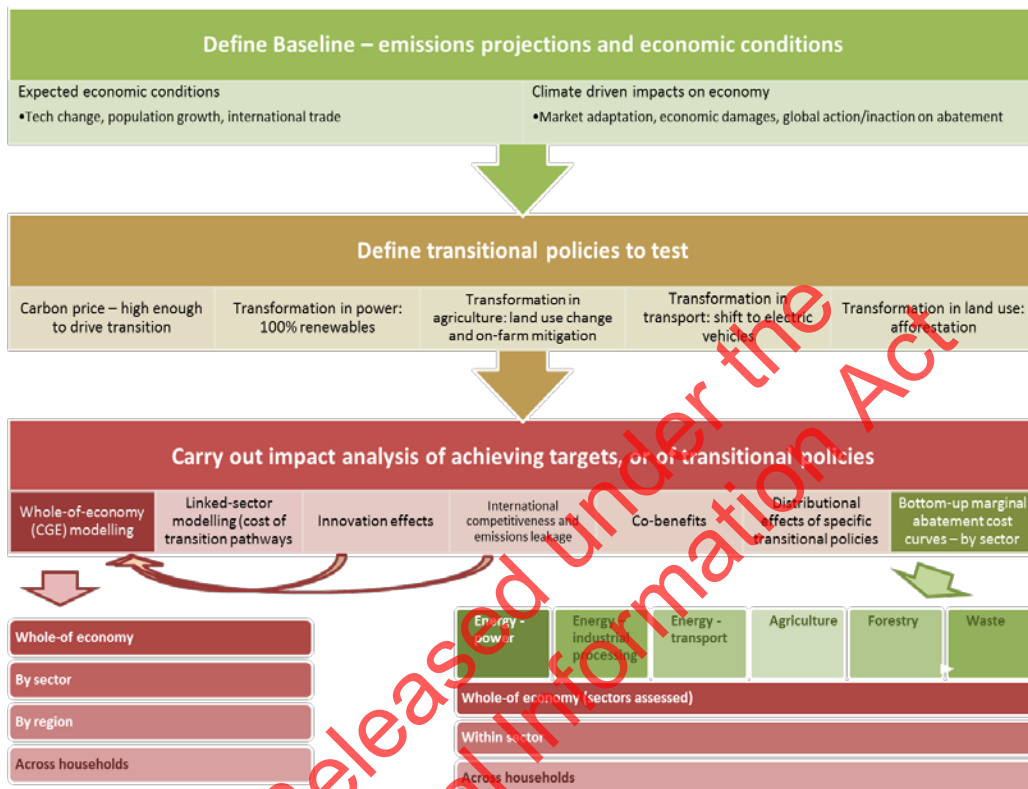 Define Baseline – emissions projections and economic conditions
Expected economic conditions
•Tech change, population growth, international trade
Climate driven impacts on economy
•Market adaptation, economic damages, global action/inaction on abatement
Define transitional policies to test
Carbon price – high enough
to drive transition
Transformation in power:
100% renewables
Transformation in
agriculture: land use change
and on-farm mitigation
Transformation in
transport: shift to electric
vehicles
Transformation in land use:
afforestation
Carry out impact analysis of achieving targets, or of transitional policies
Whole-of-economy
(CGE) modelling
Linked-sector
modelling (cost of
transition pathways
Innovation effects
International
competitiveness and
emissions leakage
Co-benefits
Distributional
effects of specific
transitional policies
Bottom-up marginal
abatement cost
curves – by sector
Whole-of economy
By sector
By region
Across households
Energy -
power
Energy –
industrial
processing
Energy -
transport
Agriculture
Forestry
Waste
Whole-of economy (sectors assessed)
Within sector
Across households
Released under the
Information Act